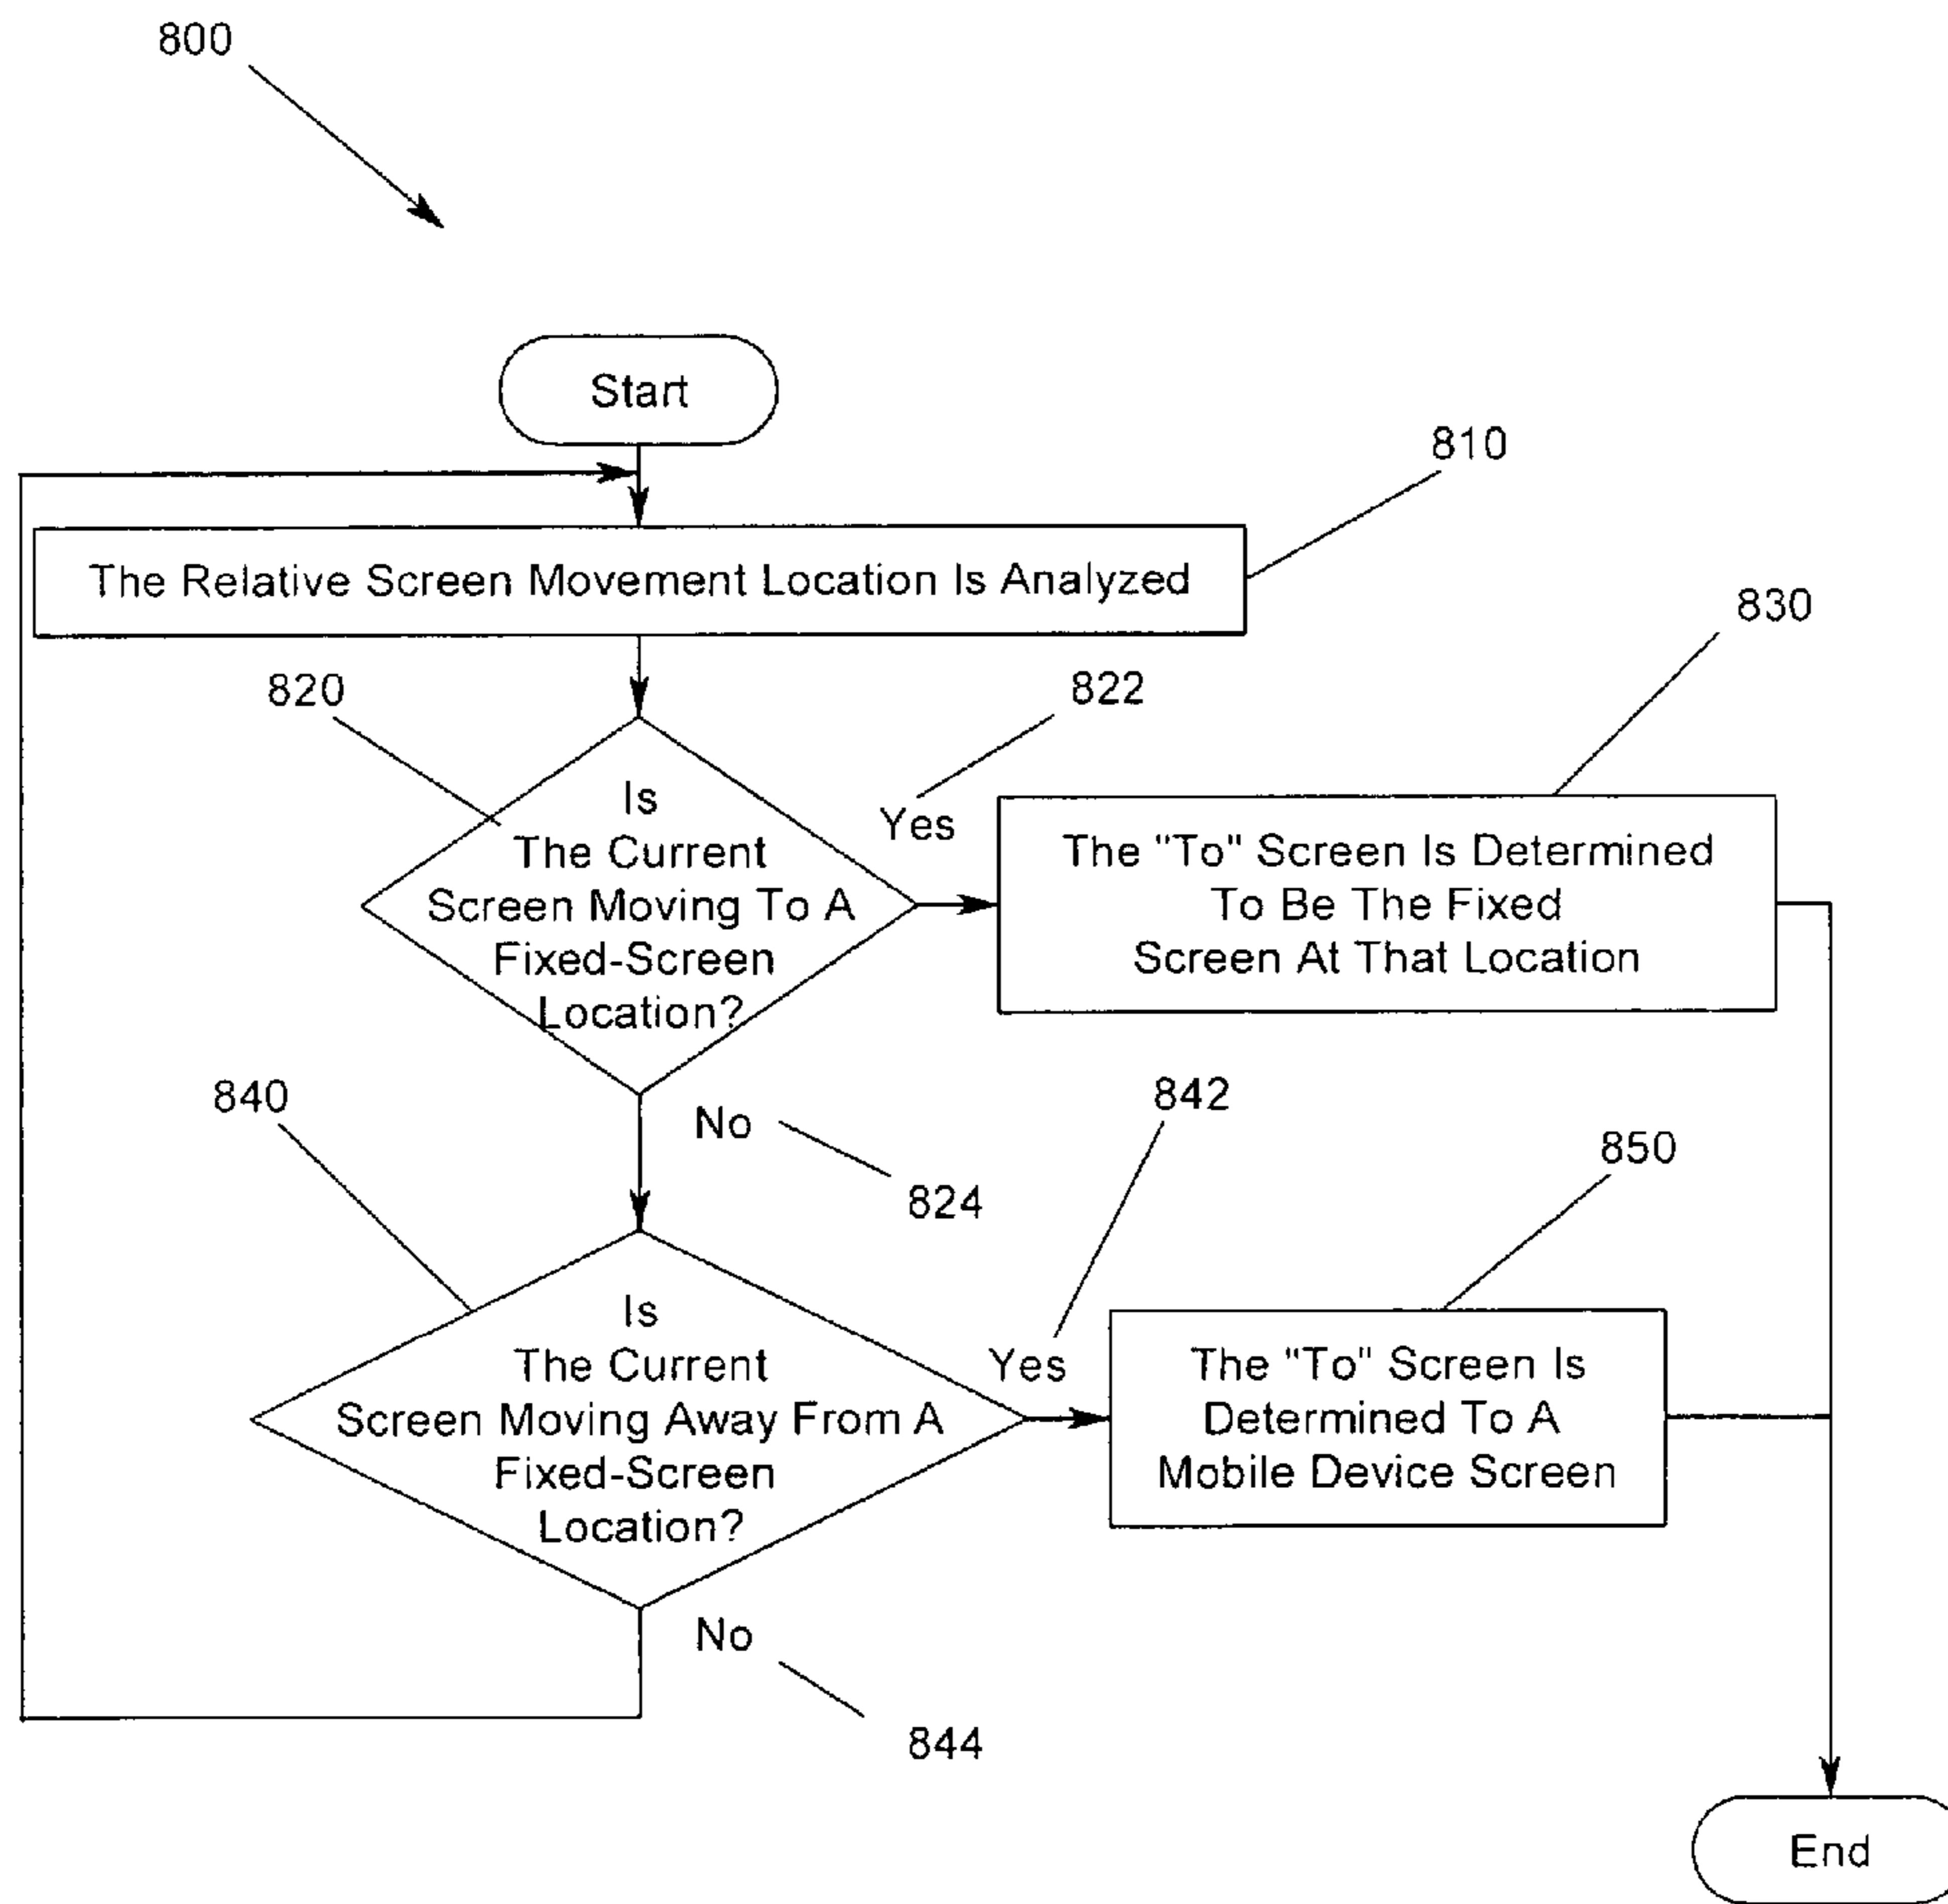 800
Start
810
The Relative Screen Movement Location Is Analyzed
830
820
822
Is
The Current
Screen Moving To A
Fixed-Screen
Location?
Yes
The "To" Screen Is Determined
To Be The Fixed
Screen At That Location
840
No
824
842
850
Is
The Current
Screen Moving Away From A
Fixed-Screen
Location?
Yes
The "To" Screen Is
Determined To A
Mobile Device Screen
No
844
End